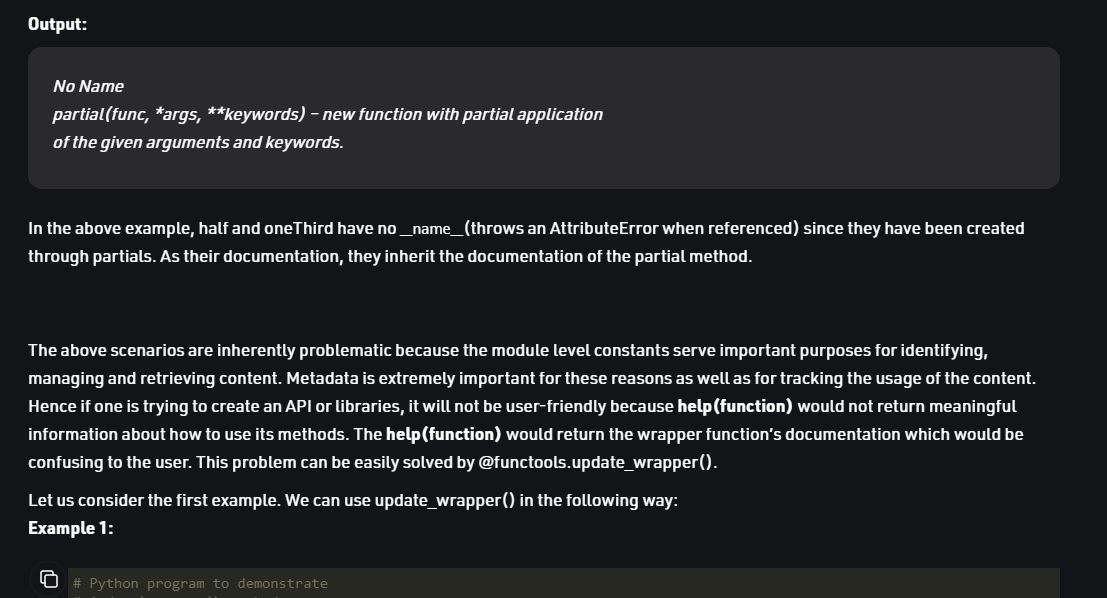 Output:
No Name
partial(func, *args, **keywords) – new function with partial application
of the given arguments and keywords.
In the above example, half and oneThird have no __name__(throws an AttributeError when referenced) since they have been created
through partials. As their documentation, they inherit the documentation of the partial method.
The above scenarios are inherently problematic because the module level constants serve important purposes for identifying,
managing and retrieving content. Metadata is extremely important for these reasons as well as for tracking the usage of the content.
Hence if one is trying to create an API or libraries, it will not be user-friendly because help(function) would not return meaningful
information about how to use its methods. The help(function) would return the wrapper function's documentation which would be
confusing to the user. This problem can be easily solved by @functools.update_wrapper().
Let us consider the first example. We can use update_wrapper() in the following way:
Example 1:
# Python program to demonstrate